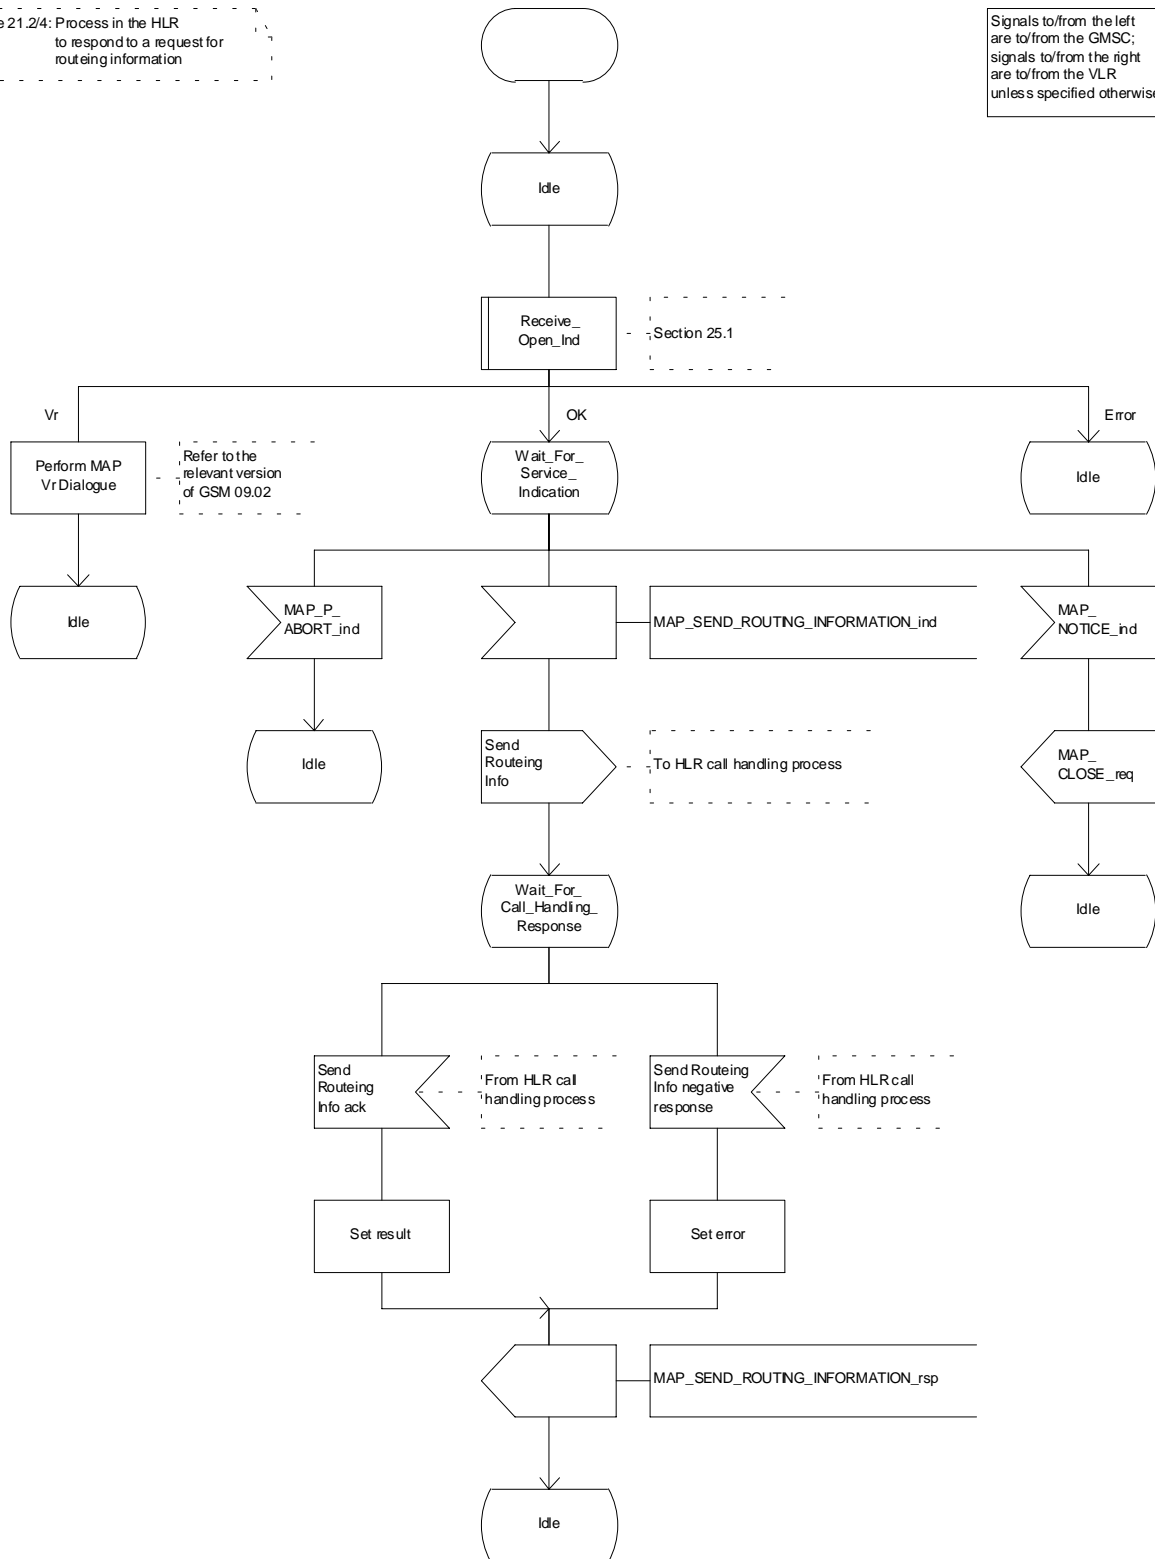 21.2/4: Process in the HLR
to respond to a request for
routeing information
Signals to/from the left
are to/from the GMSC;
signals to/from the right
are to/from the VLR
unless specified otherwise
Idle
Receive_
Open_Ind
Section 25.1
Vr
OK
Error
Perform MAP
Vr Dialogue
Refer to the
relevant version
of GSM 09.02
Wait_For_
Service_
Indication
Idle
Idle
MAP_P_
ABORT_ind
MAP_SEND_ROUTING_INFORMATION_ind
MAP_
NOTICE_ind
Idle
Send
Routeing
Info
To HLR call handling process
MAP_
CLOSE_req
Wait_For_
Call_Handling_
Response
Idle
Send
Routeing
Info ack
From HLR call
handling process
Send Routeing
Info negative
response
From HLR call
handling process
Set result
Set error
MAP_SEND_ROUTING_INFORMATION_rsp
Idle